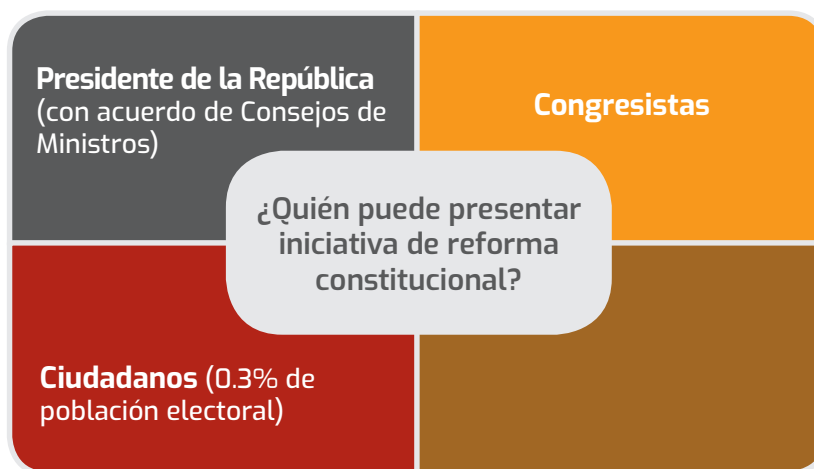 Presidente de la República
(con acuerdo de Consejos de
Ministros)
Congresistas
¿Quién puede presentar
iniciativa de reforma
constitucional?
Ciudadanos (0.3% de
población electoral)